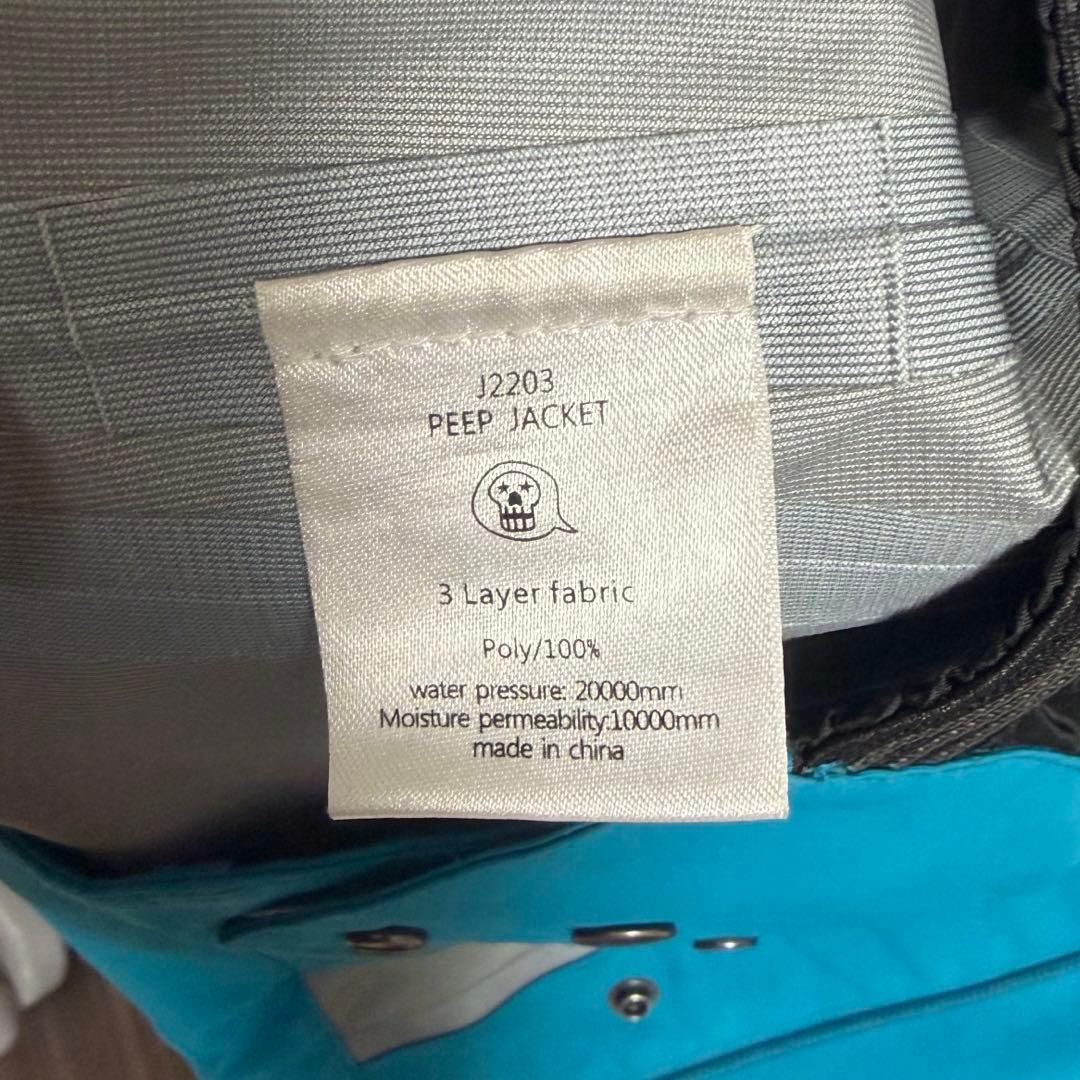 J2203
PEEP JACKET
3 Layer fabric
Poly/100%
water pressure: 20000mm
Moisture permeability:10000mm
made in china